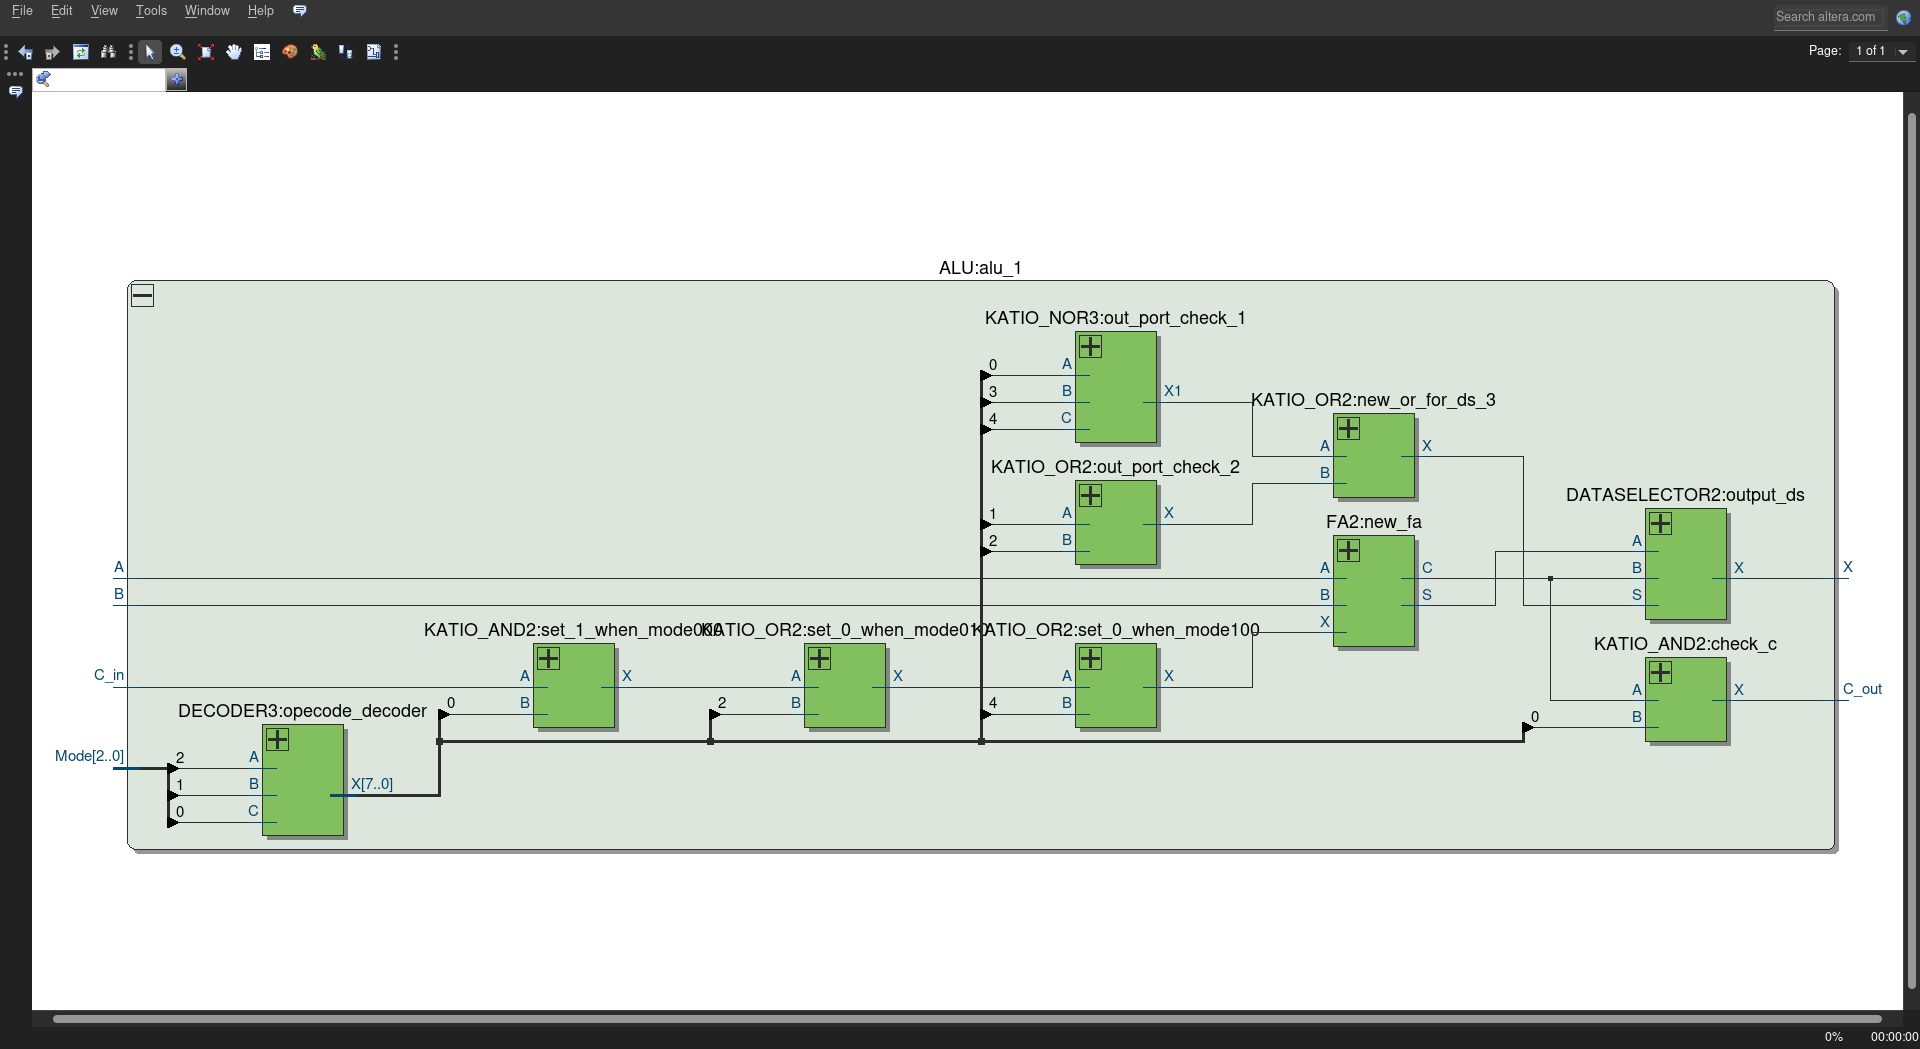 File Edit View Tools Window Help
Search altera.com
Page: 1 of 1
ALU:alu_1
KATIO_NOR3:out_port_check_1
0 A
3 B X1
4 C
KATIO_OR2:new_or_for_ds_3
A X
B
KATIO_OR2:out_port_check_2
1 A X
2 B
DATASELECTOR2:output_ds
A
B X X
S
FA2:new_fa
A C
B S
X
A
B
KATIO_AND2:set_1_when_mode000
KATIO_OR2:set_0_when_mode010
KATIO_OR2:set_0_when_mode100
KATIO_AND2:check_c
C_in
A X
0 B
A X
2 B
A X
4 B
A X C_out
0 B
DECODER3:opecode_decoder
Mode[2..0]
2 A
1 B X[7..0]
0 C
0% 00:00:00